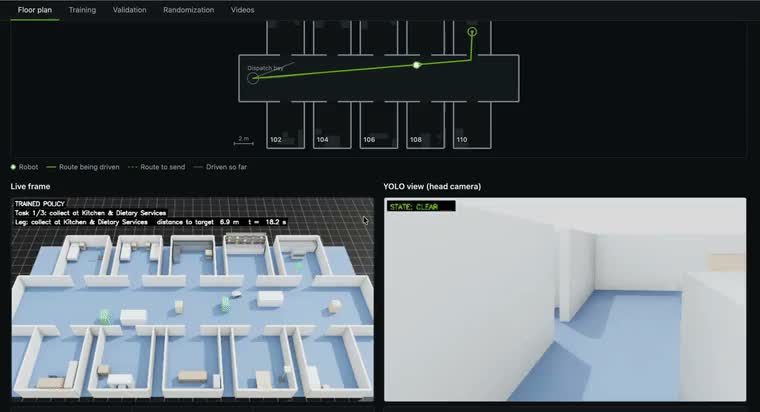 Floor plan Training Validation Randomization Videos
Dispatch bay
2 m
102 104 106 108 110
Robot Route being driven Route to send Driven so far
Live frame
TRAINED POLICY
Task 1/3: collect at Kitchen & Dietary Services
Leg: collect at Kitchen & Dietary Services distance to target 6.9 m t = 18.2 s
YOLO view (head camera)
STATE: CLEAR